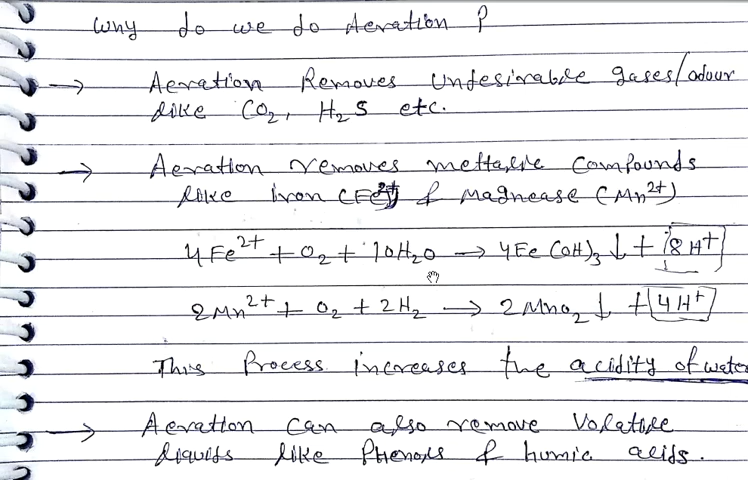 Why do we do Aeration ?
→ Aeration Removes Undesirable gases/odour
like CO2, H2S etc.
→ Aeration removes mettalic compounds
like iron (Fe2+) & Magnease (Mn2+)
4Fe2+ + O2 + 10H2O → 4Fe(OH)3 ↓ + 8H+
2Mn2+ + O2 + 2H2 → 2MnO2 ↓ + 4H+
This Process increases the acidity of water
→ Aeration can also remove Volatile
liquids like Phenols & humic acids.